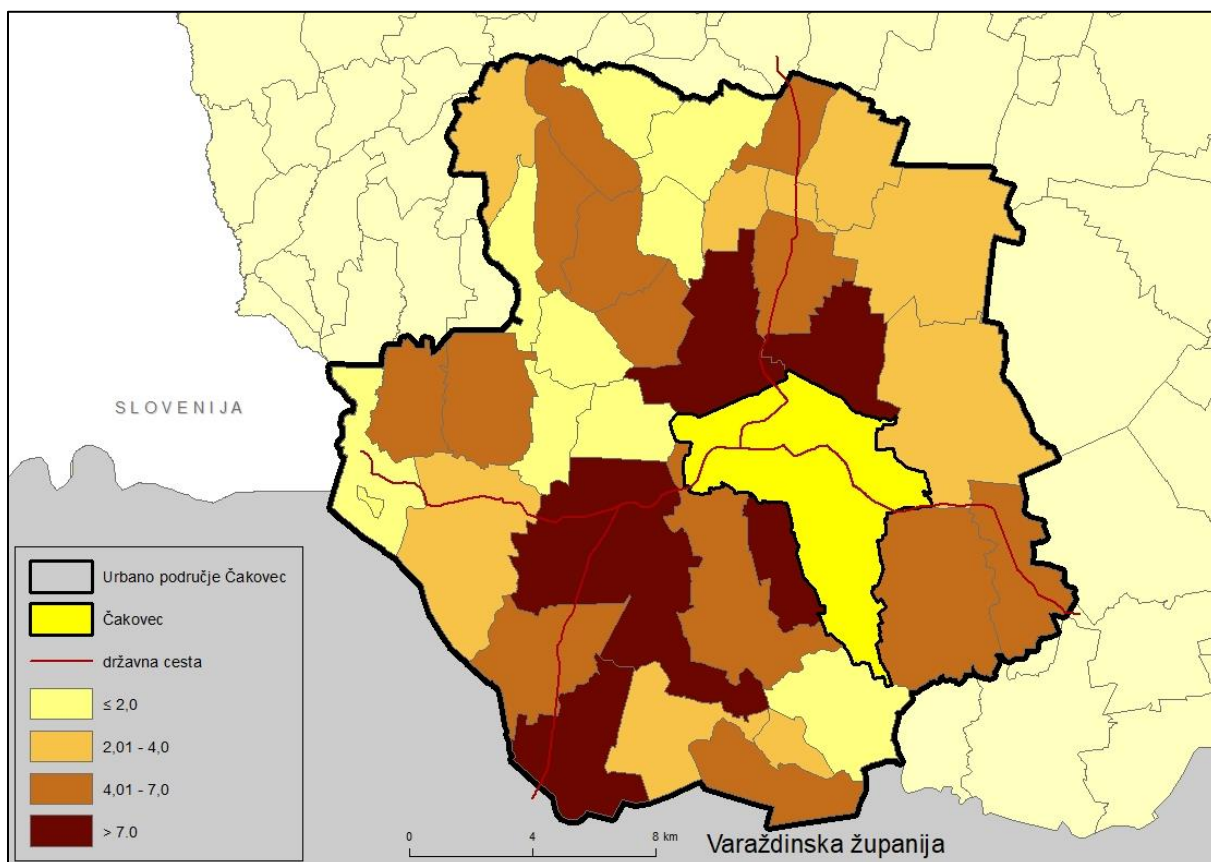 SLOVENIJA
Urbano područje Čakovec
Čakovec
državna cesta
≤ 2,0
2,01 - 4,0
4,01 - 7,0
> 7.0
0 4 8 km
Varaždinska županija